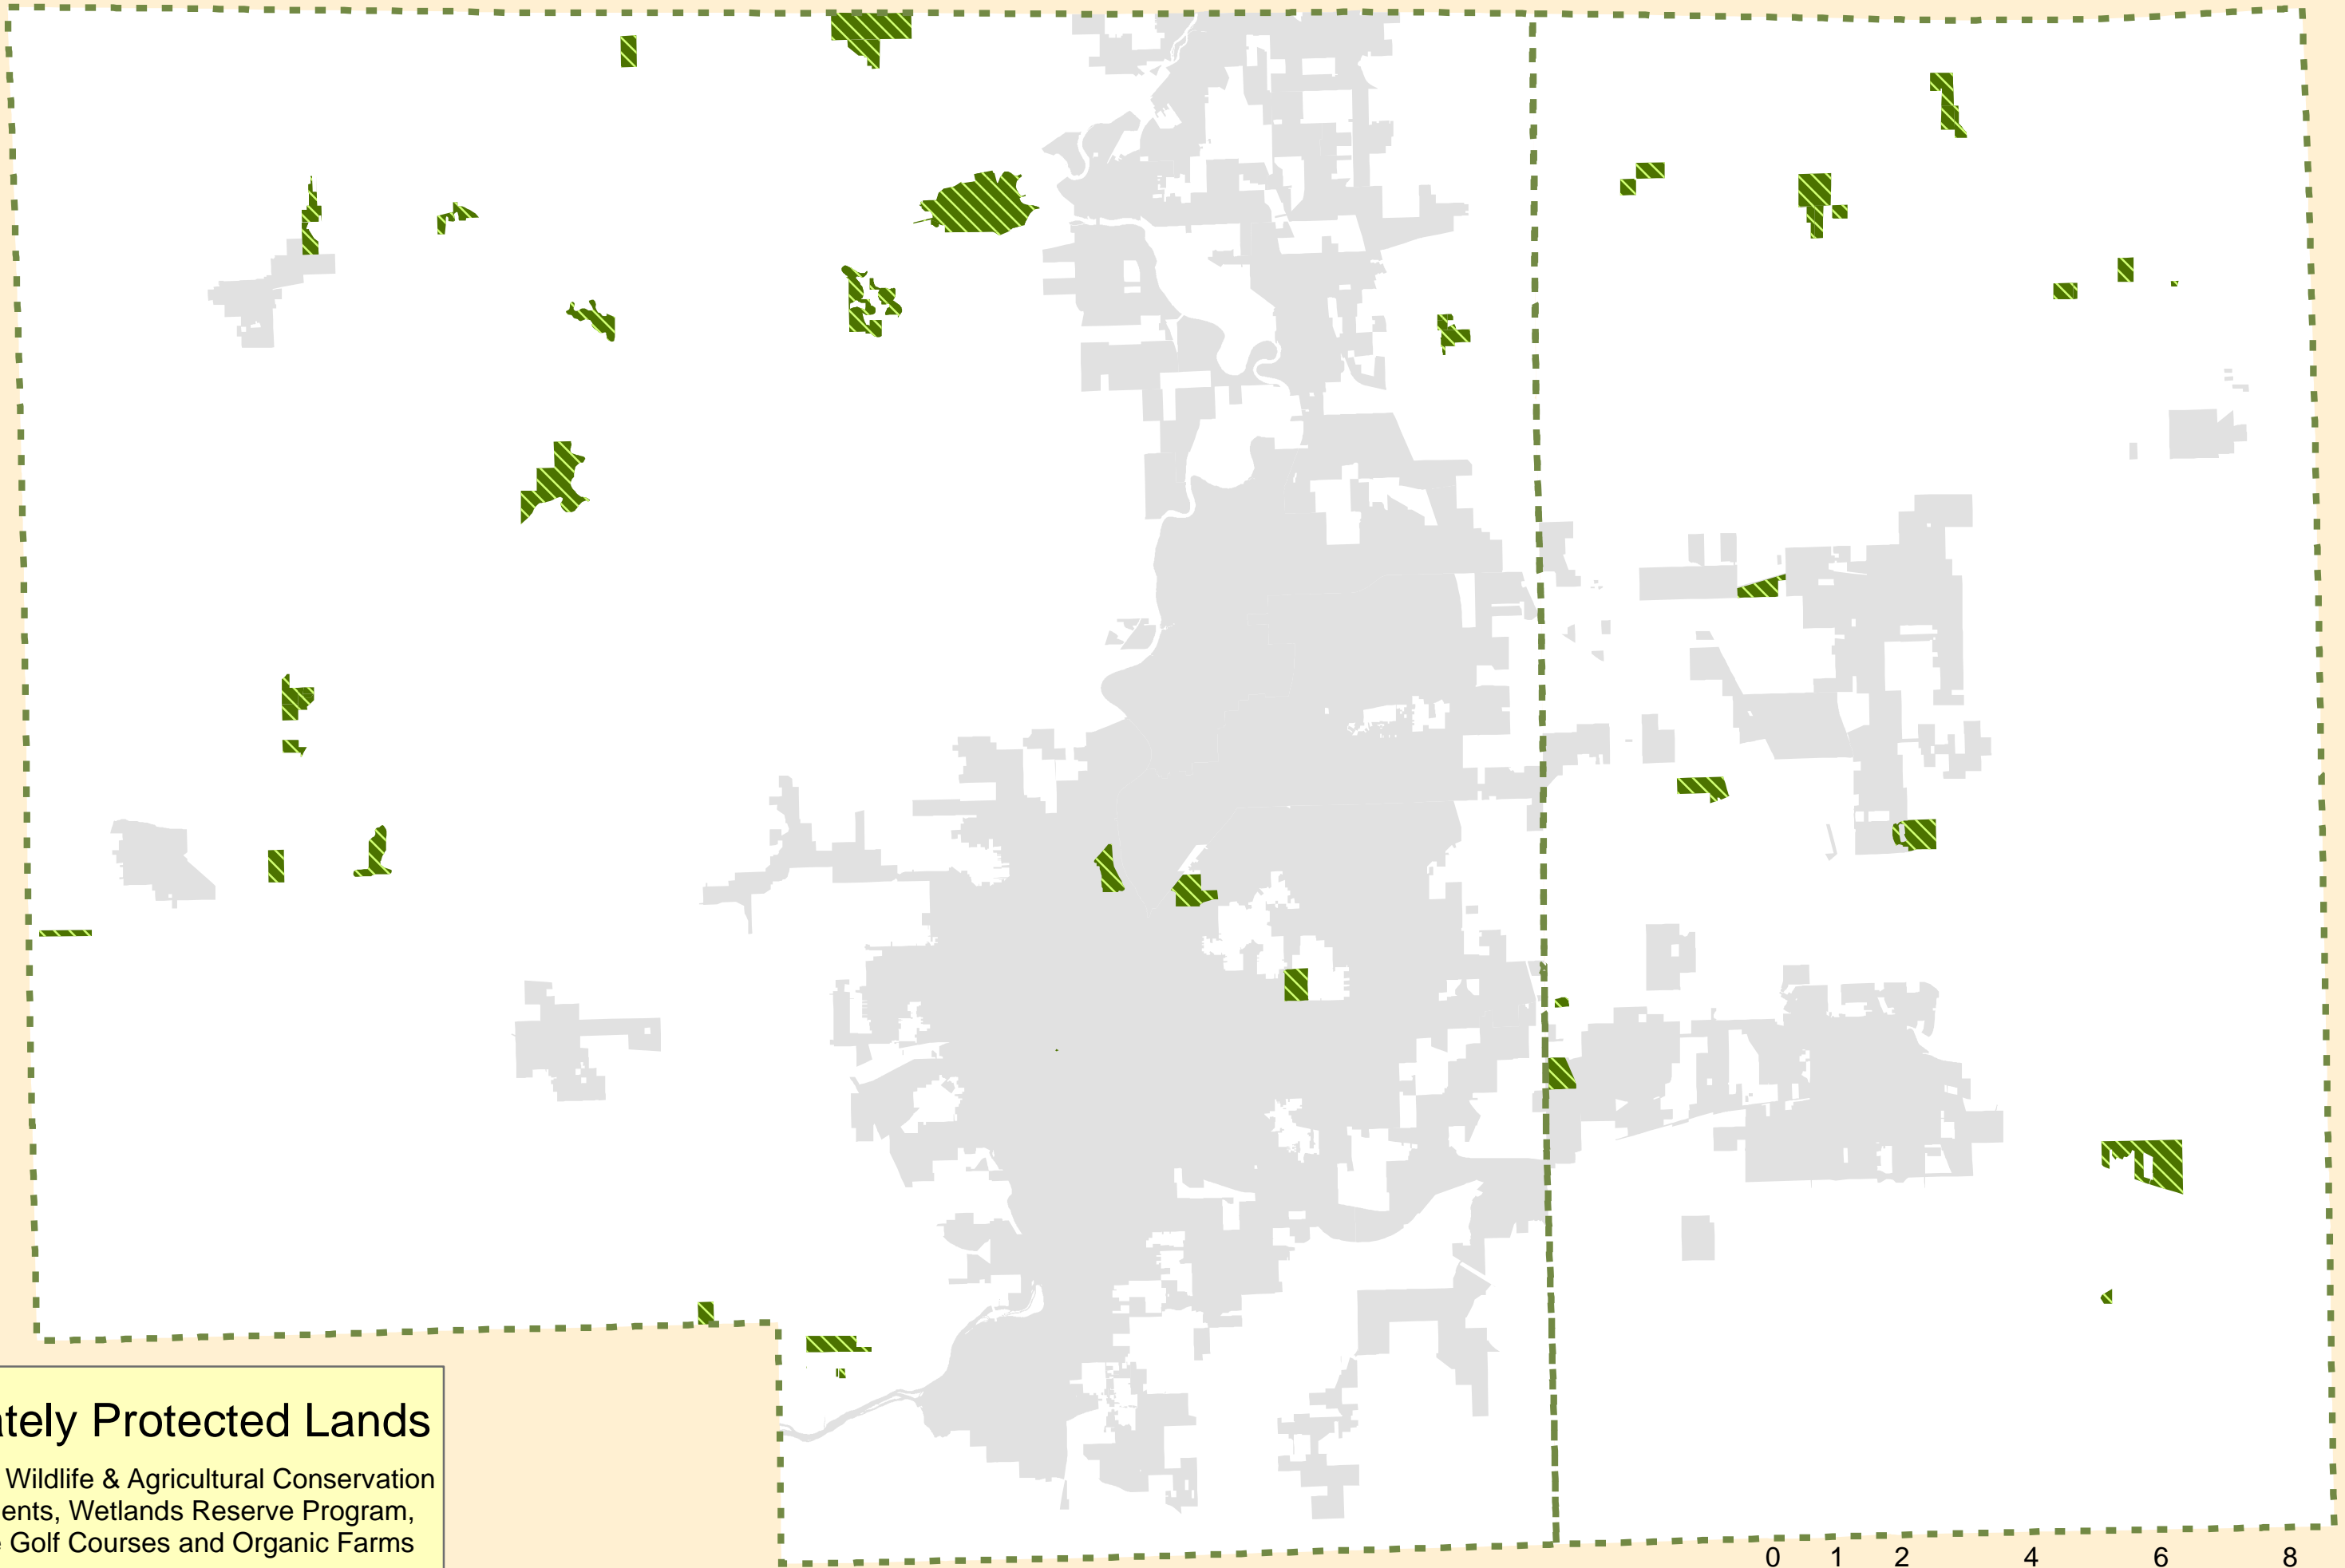 ately Protected Lands
Wildlife & Agricultural Conservation
ents, Wetlands Reserve Program,
Golf Courses and Organic Farms
0 1 2 4 6 8